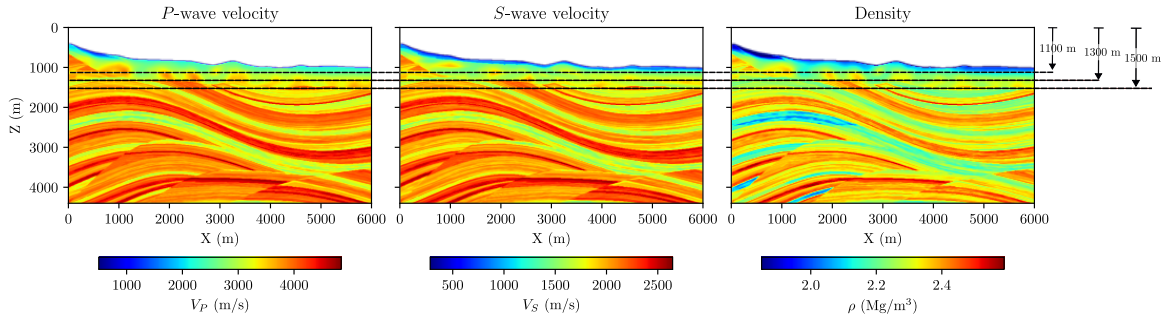 P-wave velocity
S-wave velocity
Density
0
1000
2000
3000
4000
Z (m)
1100 m
1300 m
1500 m
0 1000 2000 3000 4000 5000 6000
X (m)
0 1000 2000 3000 4000 5000 6000
X (m)
0 1000 2000 3000 4000 5000 6000
X (m)
1000 2000 3000 4000
V_P (m/s)
500 1000 1500 2000 2500
V_S (m/s)
2.0 2.2 2.4
ρ (Mg/m³)